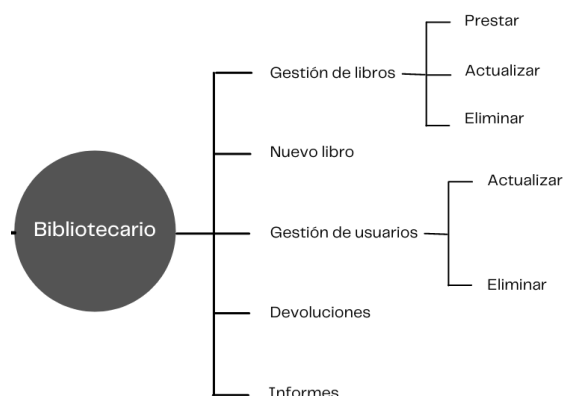 Prestar
Gestión de libros
Actualizar
Eliminar
Nuevo libro
Bibliotecario
Gestión de usuarios
Actualizar
Eliminar
Devoluciones
Informes